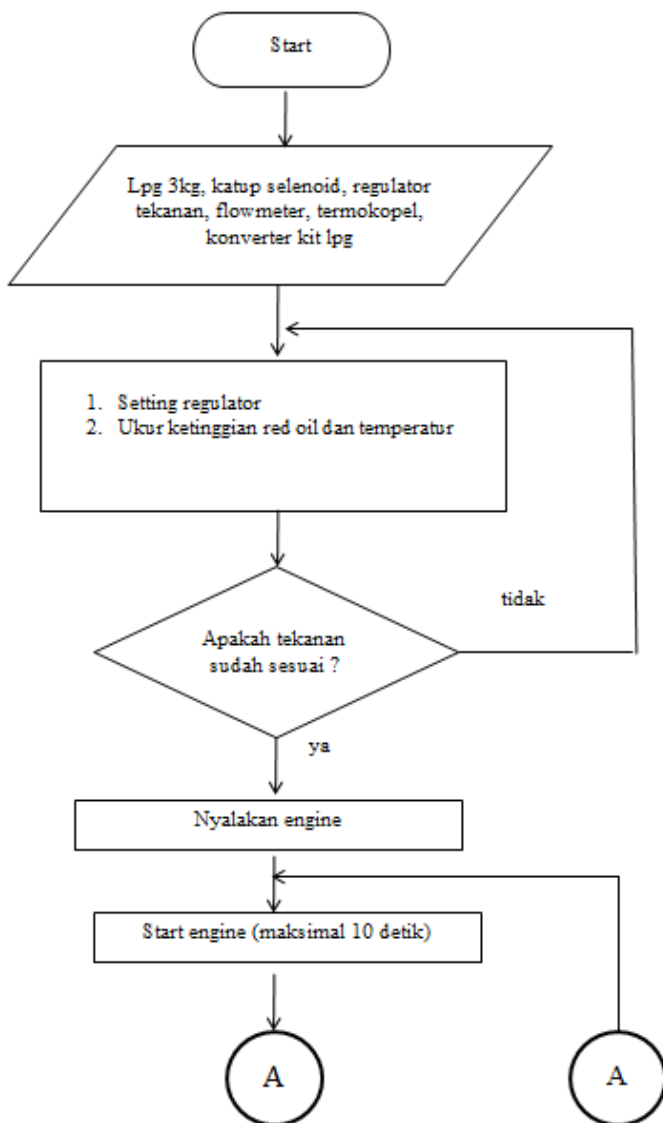 Start
Lpg 3kg, katup selenoid, regulator
tekanan, flowmeter, termokopel,
konverter kit lpg
1. Setting regulator
2. Ukur ketinggian red oil dan temperatur
tidak
Apakah tekanan
sudah sesuai ?
ya
Nyalakan engine
Start engine (maksimal 10 detik)
A
A